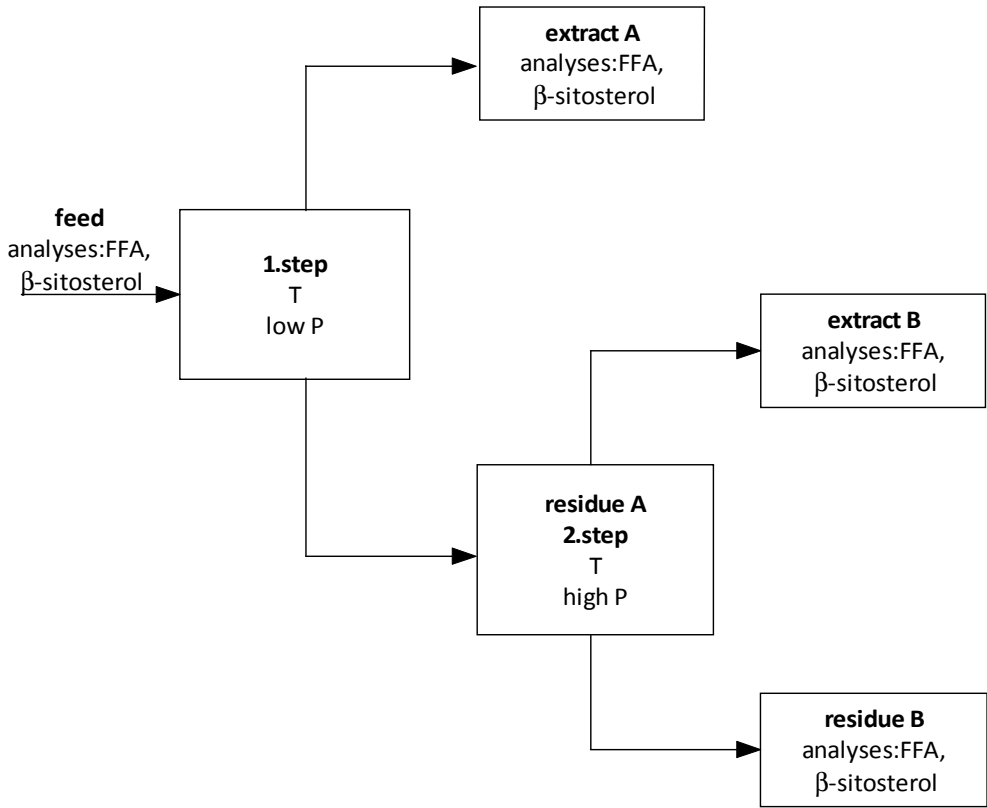 extract A
analyses:FFA,
β-sitosterol
feed
analyses:FFA,
β-sitosterol
1.step
T
low P
extract B
analyses:FFA,
β-sitosterol
residue A
2.step
T
high P
residue B
analyses:FFA,
β-sitosterol